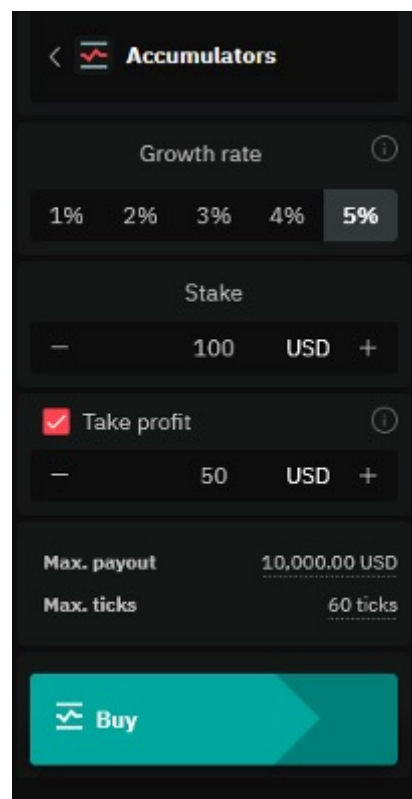 Accumulators
Growth rate
1% 2% 3% 4% 5%
Stake
− 100 USD +
Take profit
− 50 USD +
Max. payout 10,000.00 USD
Max. ticks 60 ticks
Buy